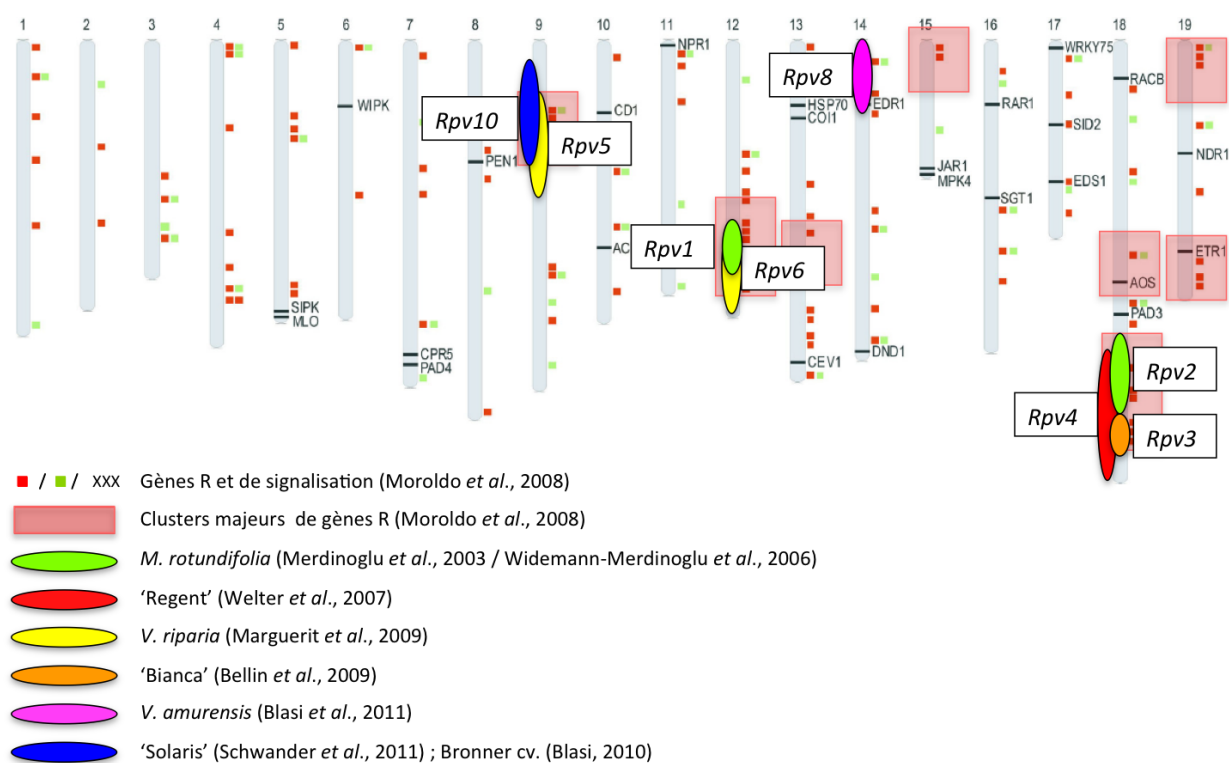 1 2 3 4 5 6 7 8 9 10 11 12 13 14 15 16 17 18 19
NPR1
WRKY75
RACB
WIPK
CD1
HSP70
COI1
EDR1
RAR1
SID2
Rpv8
Rpv10
Rpv5
PEN1
JAR1
MPK4
NDR1
EDS1
SGT1
Rpv1
Rpv6
AC
ETR1
AOS
SIPK
MLO
PAD3
CPR5
PAD4
CEV1
DND1
Rpv2
Rpv4
Rpv3
/ / XXX Gènes R et de signalisation (Moroldo et al., 2008)
Clusters majeurs de gènes R (Moroldo et al., 2008)
M. rotundifolia (Merdinoglu et al., 2003 / Widemann-Merdinoglu et al., 2006)
‘Regent’ (Welter et al., 2007)
V. riparia (Marguerit et al., 2009)
‘Bianca’ (Bellin et al., 2009)
V. amurensis (Blasi et al., 2011)
‘Solaris’ (Schwander et al., 2011) ; Bronner cv. (Blasi, 2010)